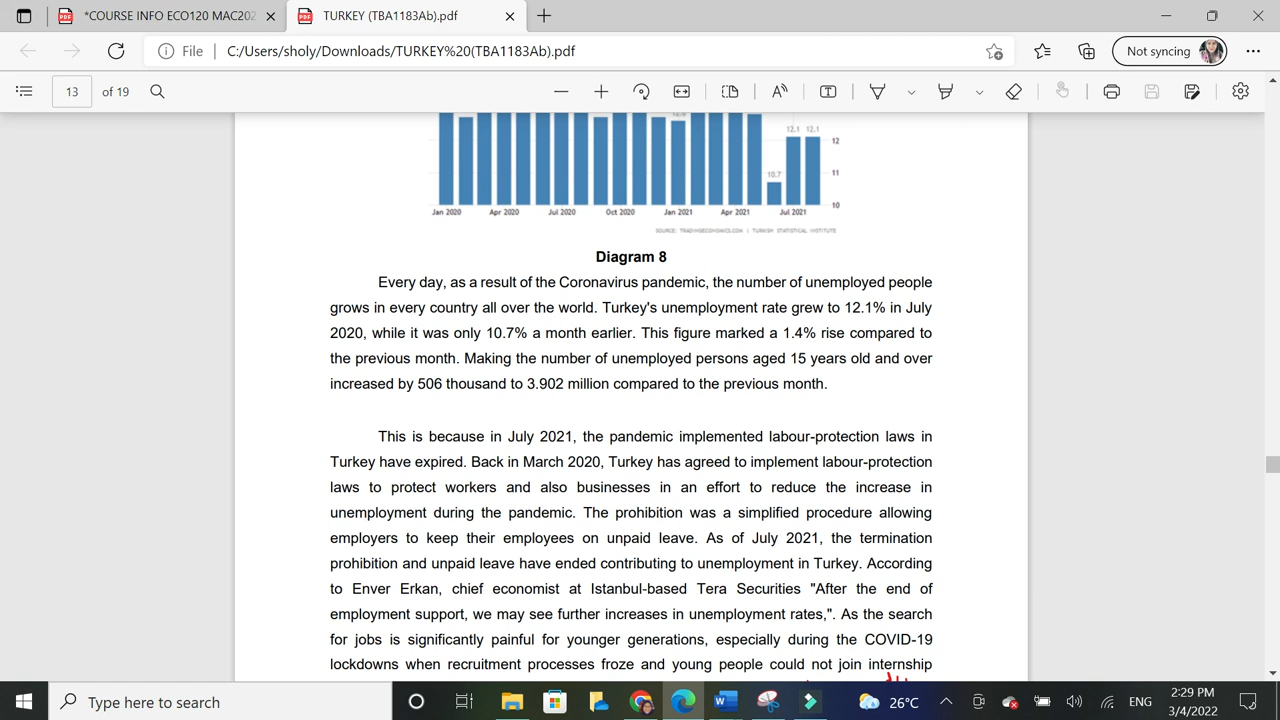 *COURSE INFO ECO120 MAC202
TURKEY (TBA1183Ab).pdf
File
C:/Users/sholy/Downloads/TURKEY%20(TBA1183Ab).pdf
Not syncing
13
of 19
12.1 12.1
12
10.7
11
10
Jan 2020 Apr 2020 Jul 2020 Oct 2020 Jan 2021 Apr 2021 Jul 2021
SOURCE: TRADINGECONOMICS.COM | TURKISH STATISTICAL INSTITUTE
Diagram 8
Every day, as a result of the Coronavirus pandemic, the number of unemployed people
grows in every country all over the world. Turkey's unemployment rate grew to 12.1% in July
2020, while it was only 10.7% a month earlier. This figure marked a 1.4% rise compared to
the previous month. Making the number of unemployed persons aged 15 years old and over
increased by 506 thousand to 3.902 million compared to the previous month.
This is because in July 2021, the pandemic implemented labour-protection laws in
Turkey have expired. Back in March 2020, Turkey has agreed to implement labour-protection
laws to protect workers and also businesses in an effort to reduce the increase in
unemployment during the pandemic. The prohibition was a simplified procedure allowing
employers to keep their employees on unpaid leave. As of July 2021, the termination
prohibition and unpaid leave have ended contributing to unemployment in Turkey. According
to Enver Erkan, chief economist at Istanbul-based Tera Securities "After the end of
employment support, we may see further increases in unemployment rates,". As the search
for jobs is significantly painful for younger generations, especially during the COVID-19
lockdowns when recruitment processes froze and young people could not join internship
Type here to search
26°C
ENG
2:29 PM
3/4/2022